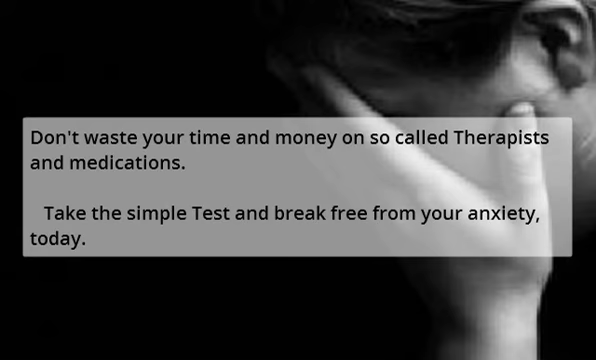 Don't waste your time and money on so called Therapists
and medications.
Take the simple Test and break free from your anxiety,
today.